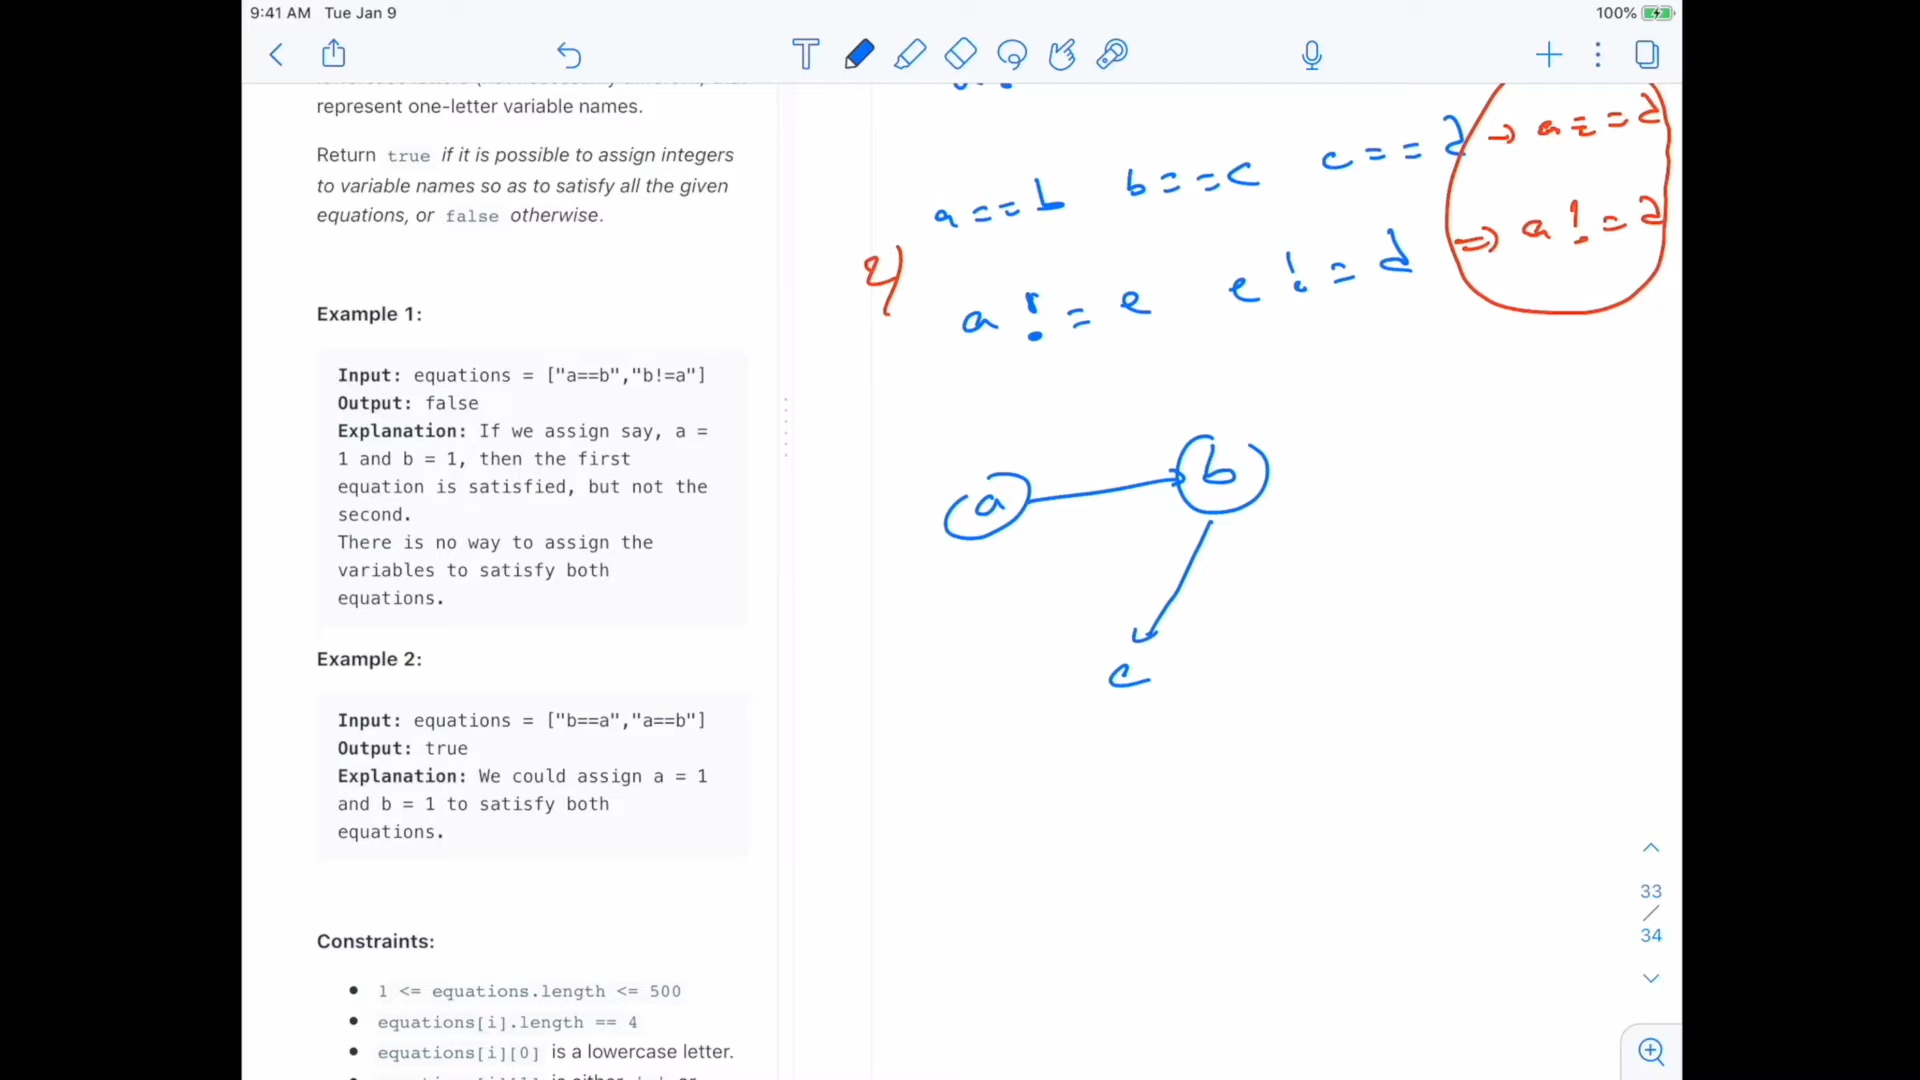 9:41 AM Tue Jan 9
100%
represent one-letter variable names.
Return true if it is possible to assign integers
to variable names so as to satisfy all the given
equations, or false otherwise.
Example 1:
Input: equations = ["a==b","b!=a"]
Output: false
Explanation: If we assign say, a =
1 and b = 1, then the first
equation is satisfied, but not the
second.
There is no way to assign the
variables to satisfy both
equations.
Example 2:
Input: equations = ["b==a","a==b"]
Output: true
Explanation: We could assign a = 1
and b = 1 to satisfy both
equations.
Constraints:
1 <= equations.length <= 500
equations[i].length == 4
equations[i][0] is a lowercase letter.
a==b b==c c==d → a==d
2)
a!=e e!=d => a!=d
a
b
c
33
/
34